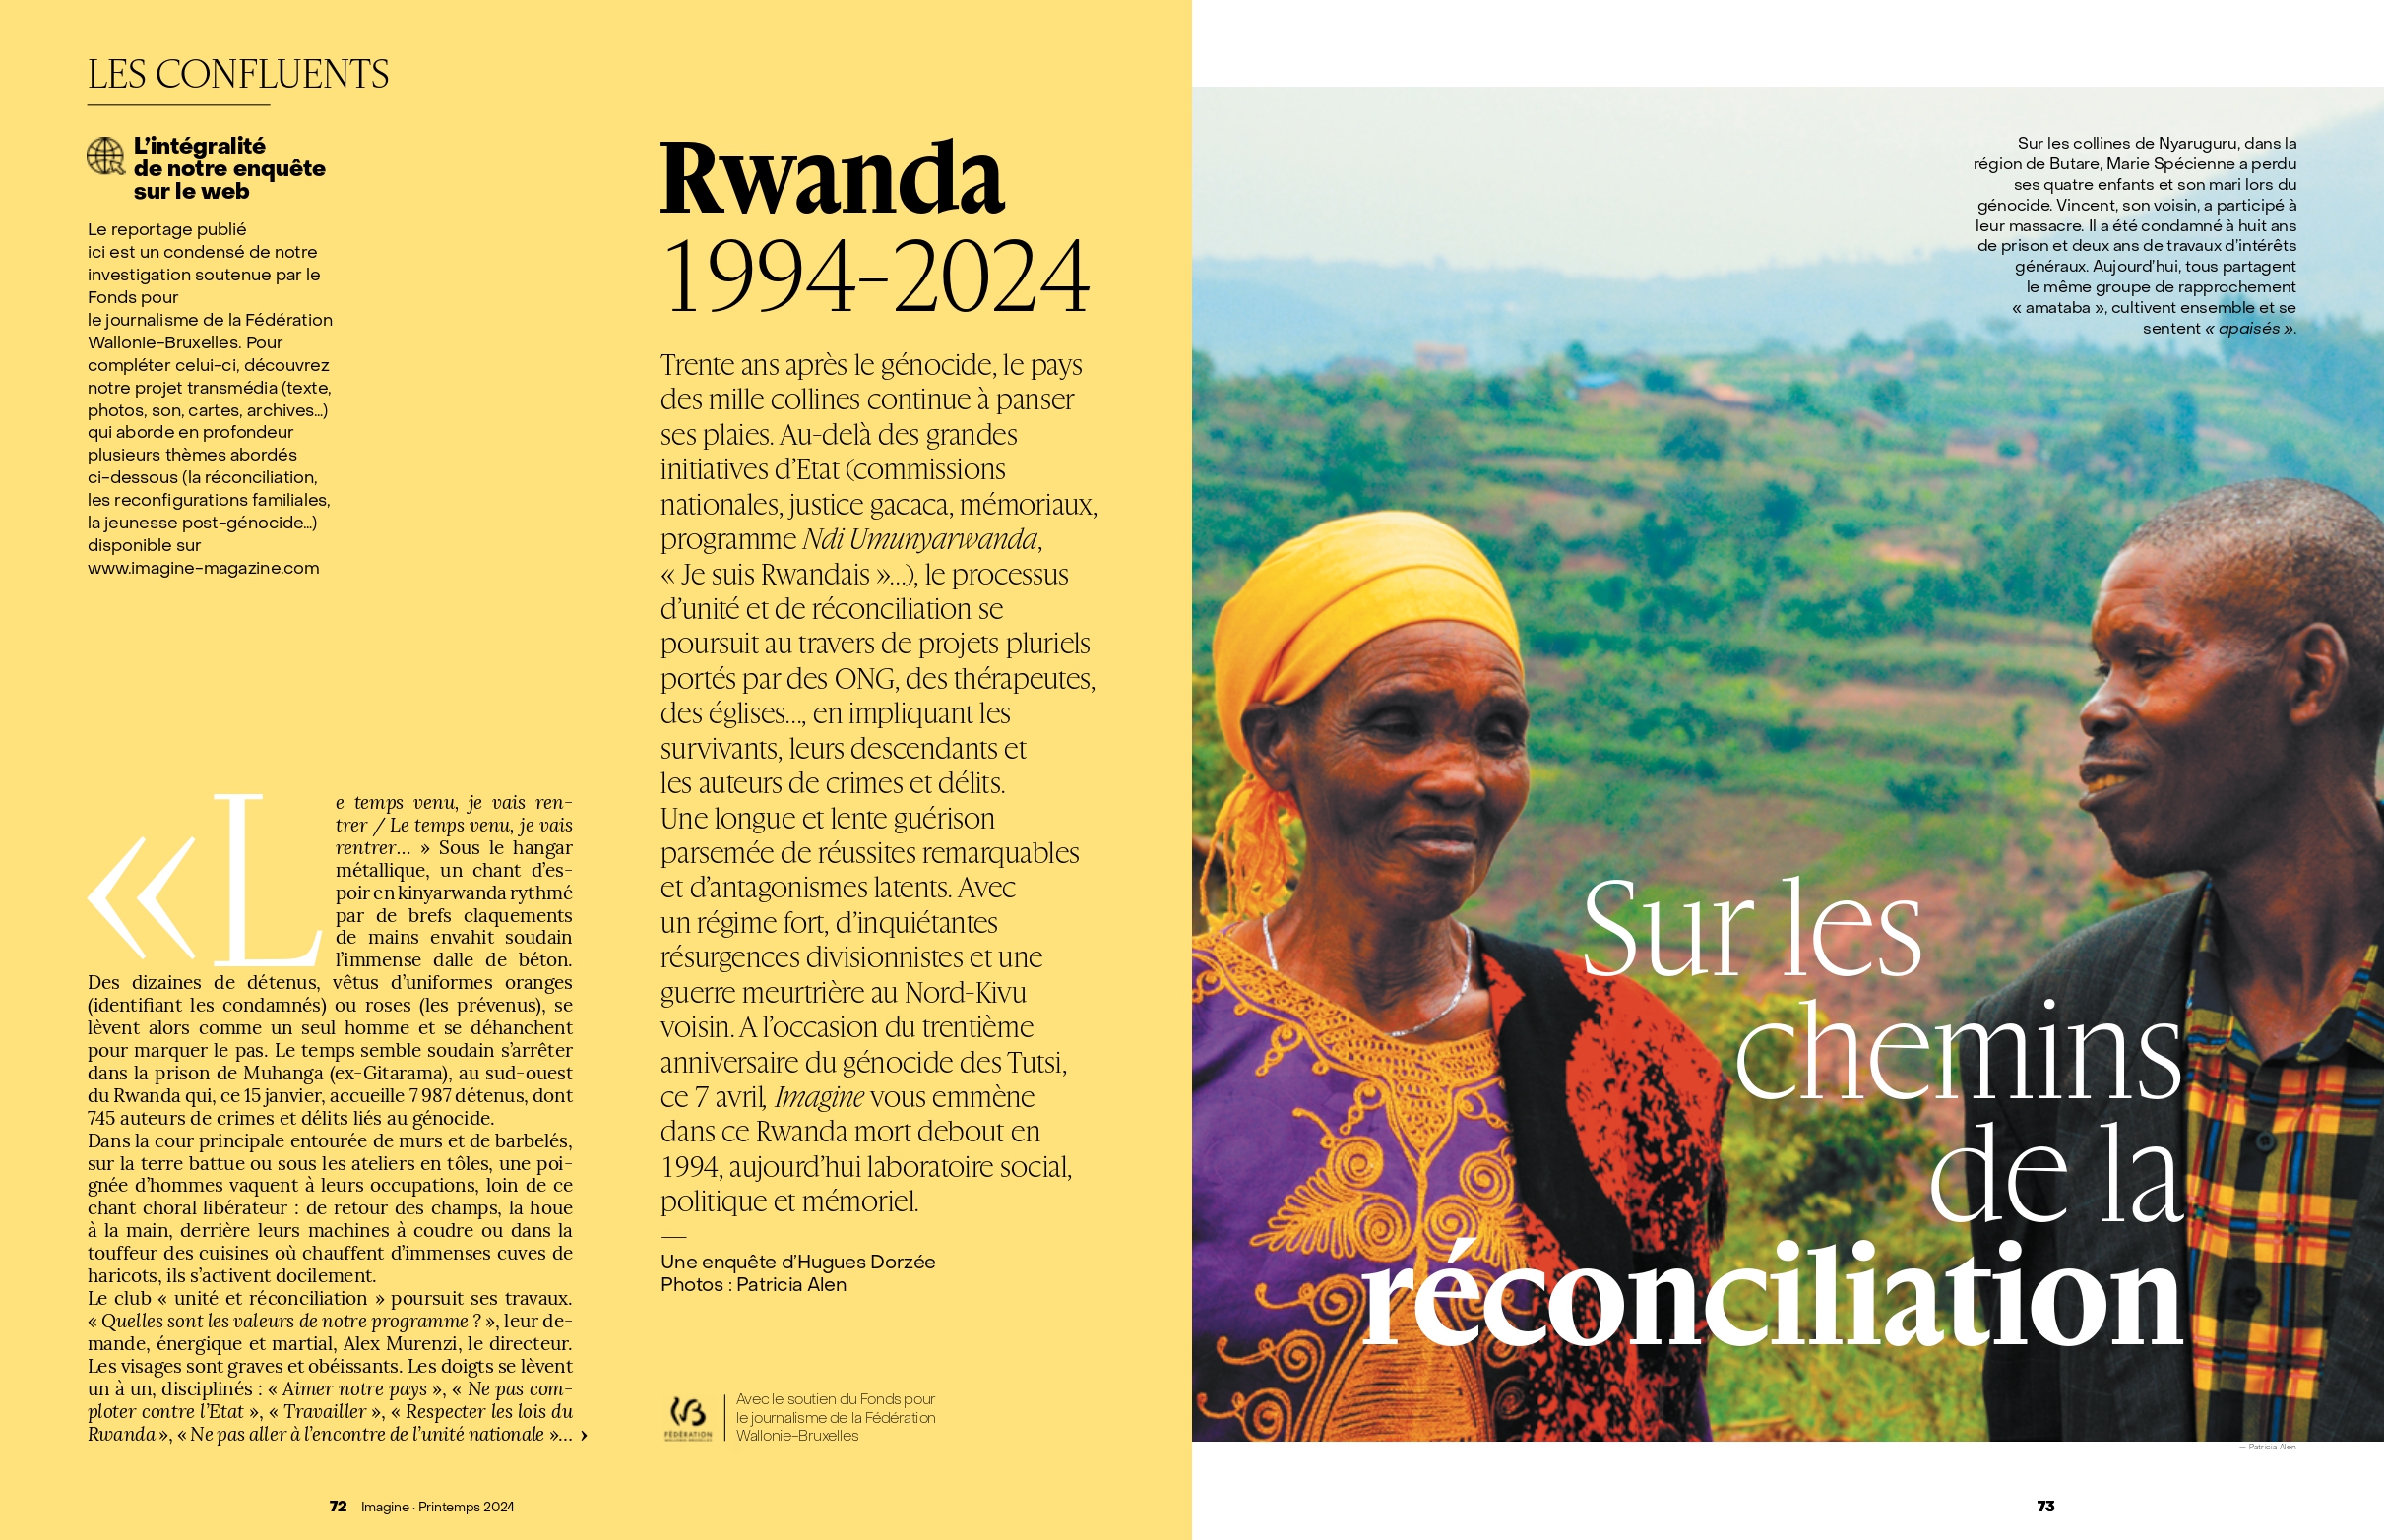 LES CONFLUENTS
L’intégralité
de notre enquête
sur le web
Le reportage publié
ici est un condensé de notre
investigation soutenue par le
Fonds pour
le journalisme de la Fédération
Wallonie-Bruxelles. Pour
compléter celui-ci, découvrez
notre projet transmédia (texte,
photos, son, cartes, archives…)
qui aborde en profondeur
plusieurs thèmes abordés
ci-dessous (la réconciliation,
les reconfigurations familiales,
la jeunesse post-génocide…)
disponible sur
www.imagine-magazine.com
«Le temps venu, je vais ren-
trer / Le temps venu, je vais
rentrer… » Sous le hangar
métallique, un chant d’es-
poir en kinyarwanda rythmé
par de brefs claquements
de mains envahit soudain
l’immense dalle de béton.
Des dizaines de détenus, vêtus d’uniformes oranges
(identifiant les condamnés) ou roses (les prévenus), se
lèvent alors comme un seul homme et se déhanchent
pour marquer le pas. Le temps semble soudain s’arrêter
dans la prison de Muhanga (ex-Gitarama), au sud-ouest
du Rwanda qui, ce 15 janvier, accueille 7 987 détenus, dont
745 auteurs de crimes et délits liés au génocide.
Dans la cour principale entourée de murs et de barbelés,
sur la terre battue ou sous les ateliers en tôles, une poi-
gnée d’hommes vaquent à leurs occupations, loin de ce
chant choral libérateur : de retour des champs, la houe
à la main, derrière leurs machines à coudre ou dans la
touffeur des cuisines où chauffent d’immenses cuves de
haricots, ils s’activent docilement.
Le club « unité et réconciliation » poursuit ses travaux.
« Quelles sont les valeurs de notre programme ? », leur de-
mande, énergique et martial, Alex Murenzi, le directeur.
Les visages sont graves et obéissants. Les doigts se lèvent
un à un, disciplinés : « Aimer notre pays », « Ne pas com-
ploter contre l’Etat », « Travailler », « Respecter les lois du
Rwanda », « Ne pas aller à l’encontre de l’unité nationale »… ›
Rwanda
1994-2024
Trente ans après le génocide, le pays
des mille collines continue à panser
ses plaies. Au-delà des grandes
initiatives d’Etat (commissions
nationales, justice gacaca, mémoriaux,
programme Ndi Umunyarwanda,
« Je suis Rwandais »…), le processus
d’unité et de réconciliation se
poursuit au travers de projets pluriels
portés par des ONG, des thérapeutes,
des églises…, en impliquant les
survivants, leurs descendants et
les auteurs de crimes et délits.
Une longue et lente guérison
parsemée de réussites remarquables
et d’antagonismes latents. Avec
un régime fort, d’inquiétantes
résurgences divisionnistes et une
guerre meurtrière au Nord-Kivu
voisin. A l’occasion du trentième
anniversaire du génocide des Tutsi,
ce 7 avril, Imagine vous emmène
dans ce Rwanda mort debout en
1994, aujourd’hui laboratoire social,
politique et mémoriel.
Une enquête d’Hugues Dorzée
Photos : Patricia Alen
FÉDÉRATION
WALLONIE-BRUXELLES
Avec le soutien du Fonds pour
le journalisme de la Fédération
Wallonie-Bruxelles
72 Imagine · Printemps 2024
Sur les collines de Nyaruguru, dans la
région de Butare, Marie Spécienne a perdu
ses quatre enfants et son mari lors du
génocide. Vincent, son voisin, a participé à
leur massacre. Il a été condamné à huit ans
de prison et deux ans de travaux d’intérêts
généraux. Aujourd’hui, tous partagent
le même groupe de rapprochement
« amataba », cultivent ensemble et se
sentent « apaisés ».
Sur les
chemins
de la
réconciliation
— Patricia Alen
73